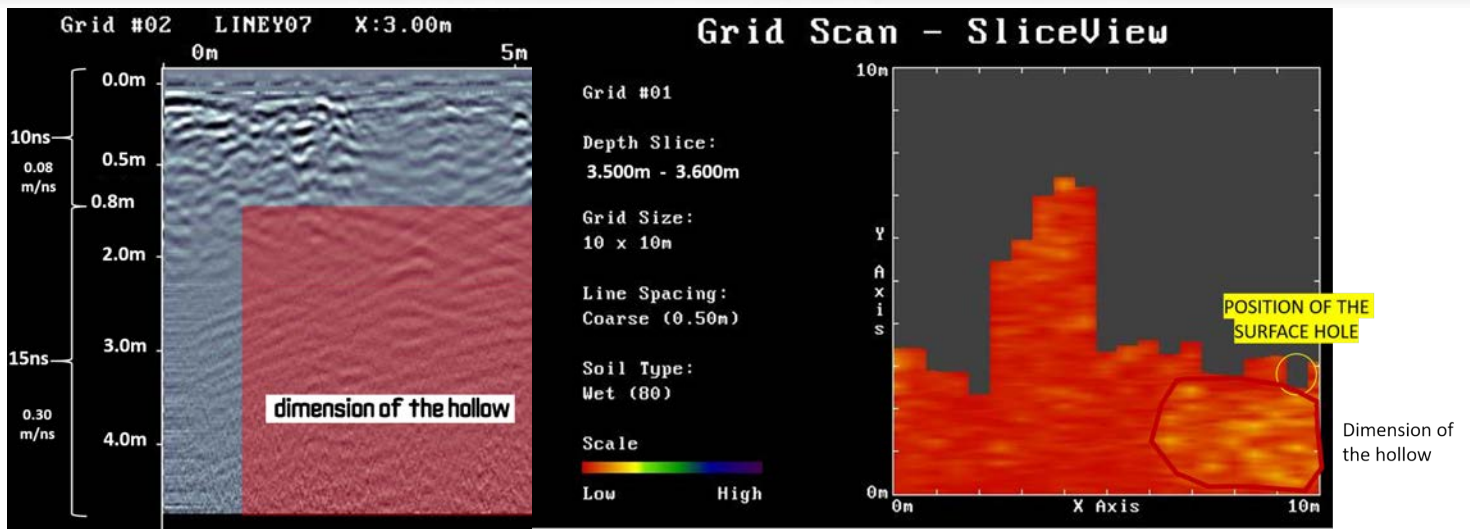 Grid #02 LINEY07 X:3.00m
0m 5m
0.0m
10ns
0.5m
0.08
m/ns
0.8m
2.0m
3.0m
15ns
0.30
m/ns
4.0m
dimension of the hollow
Grid Scan - SliceView
Grid #01
Depth Slice:
3.500m - 3.600m
Grid Size:
10 x 10m
Line Spacing:
Coarse (0.50m)
Soil Type:
Wet (80)
Scale
Low High
10m
Y Axis
0m
0m X Axis 10m
POSITION OF THE
SURFACE HOLE
Dimension of
the hollow